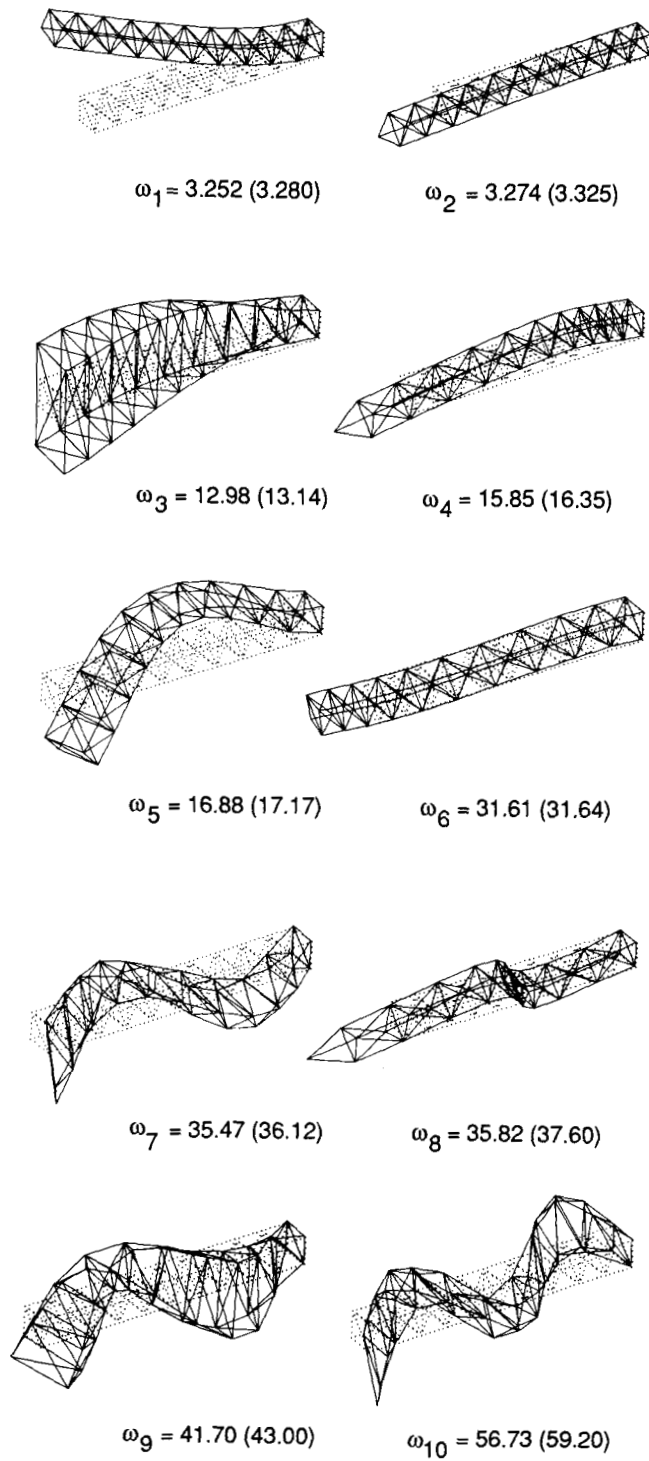 ω1 = 3.252 (3.280)
ω2 = 3.274 (3.325)
ω3 = 12.98 (13.14)
ω4 = 15.85 (16.35)
ω5 = 16.88 (17.17)
ω6 = 31.61 (31.64)
ω7 = 35.47 (36.12)
ω8 = 35.82 (37.60)
ω9 = 41.70 (43.00)
ω10 = 56.73 (59.20)